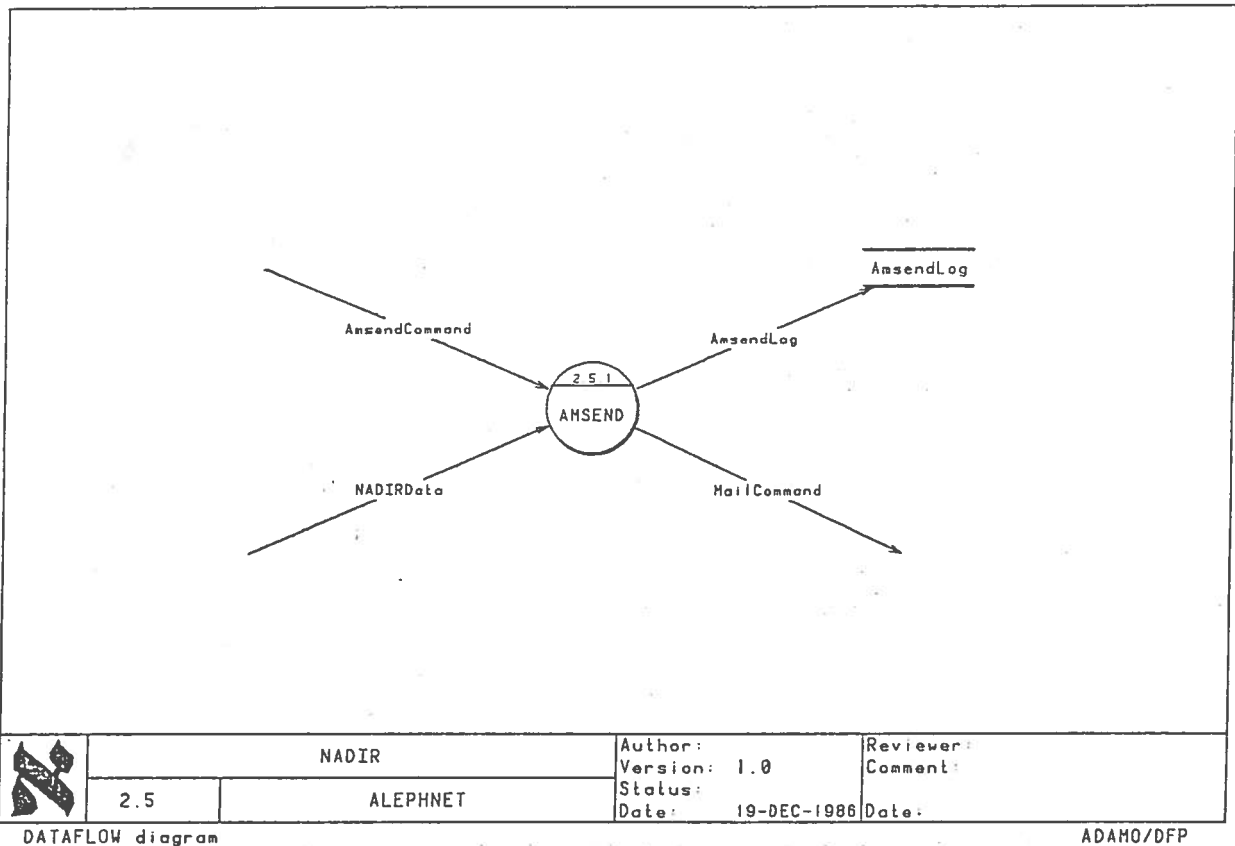 AmsendLog
AmsendCommand
AmsendLog
2 5 1
AMSEND
NADIRData
MailCommand
א
NADIR
2.5
ALEPHNET
Author:
Version: 1.0
Status:
Date: 19-DEC-1986
Reviewer:
Comment:
Date:
DATAFLOW diagram
ADAMO/DFP